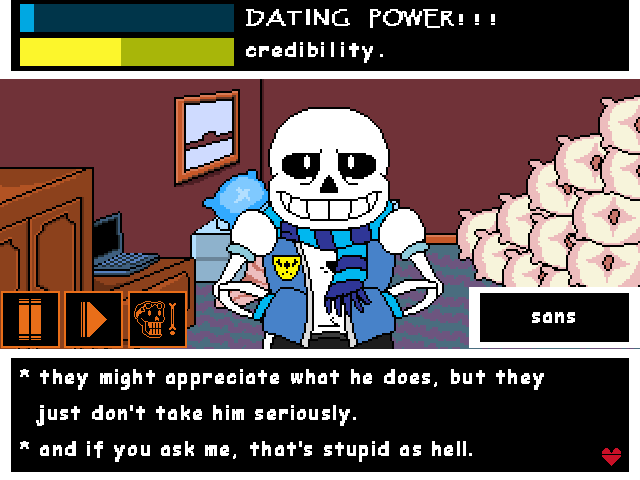 DATING POWER!!!
credibility.
sans
* they might appreciate what he does, but they
just don't take him seriously.
* and if you ask me, that's stupid as hell.